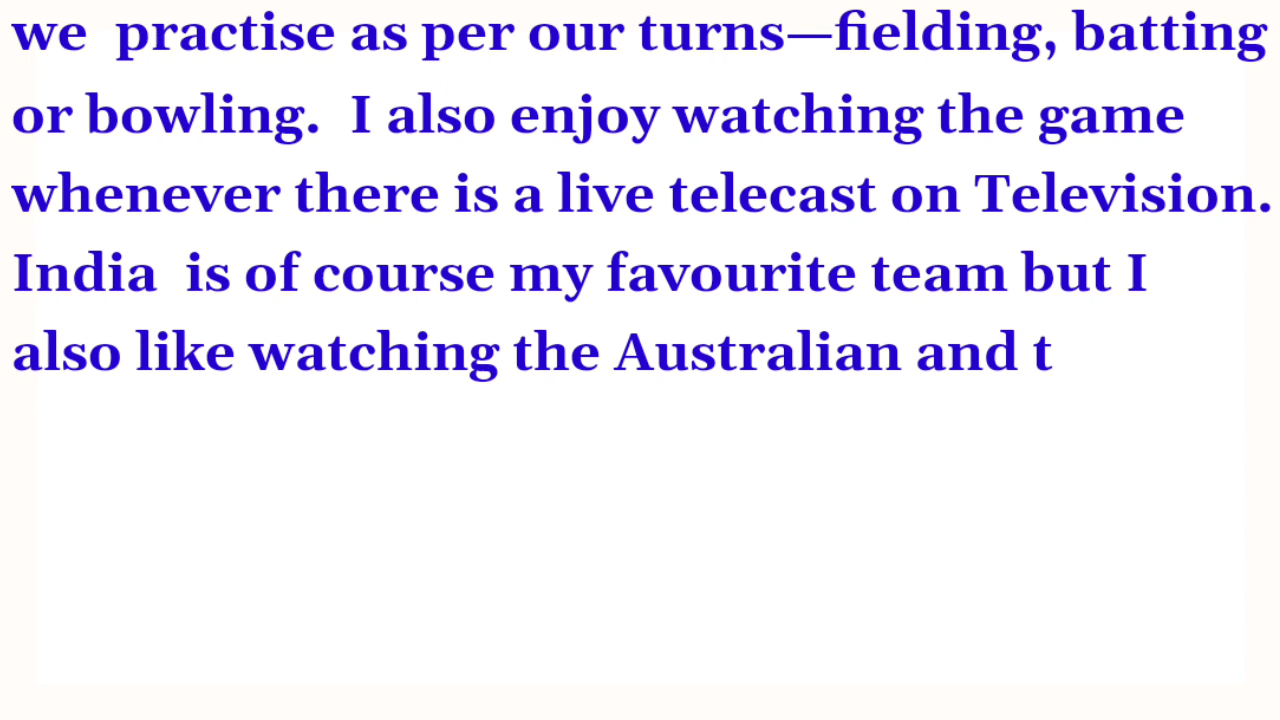 we  practise as per our turns—fielding, batting
or bowling.  I also enjoy watching the game
whenever there is a live telecast on Television.
India  is of course my favourite team but I
also like watching the Australian and t